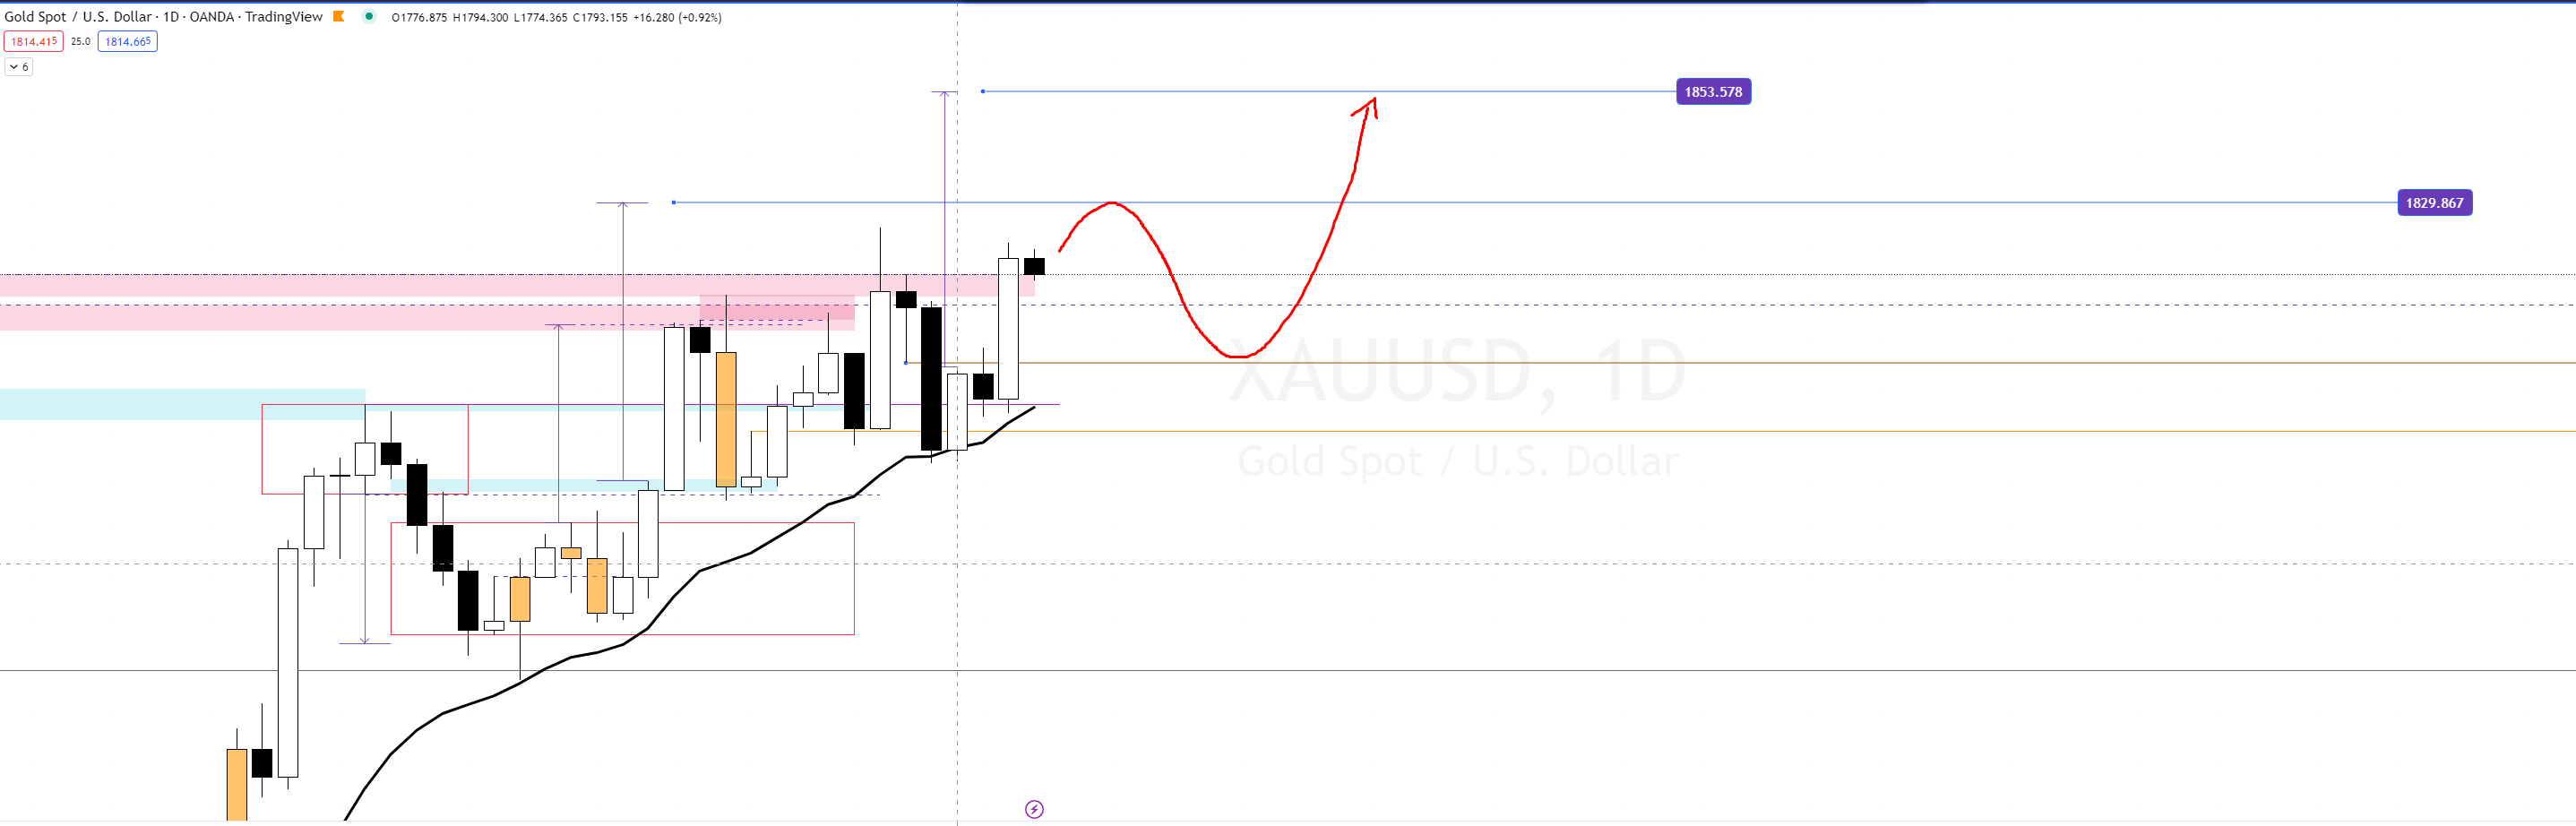 Gold Spot / U.S. Dollar · 1D · OANDA · TradingView O1776.875 H1794.300 L1774.365 C1793.155 +16.280 (+0.92%)
1814.415 25.0 1814.665
6
1853.578
1829.867
XAUUSD, 1D
Gold Spot / U.S. Dollar